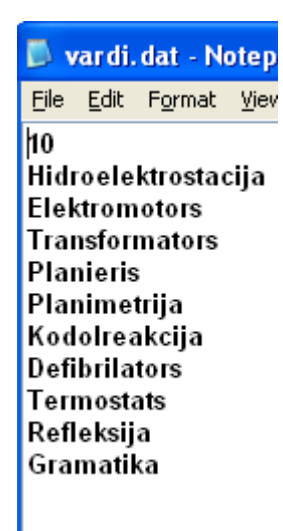 vardi.dat - Notep
File Edit Format View
10
Hidroelektrostacija
Elektromotors
Transformators
Planieris
Planimetrija
Kodolreakcija
Defibrilators
Termostats
Refleksija
Gramatika